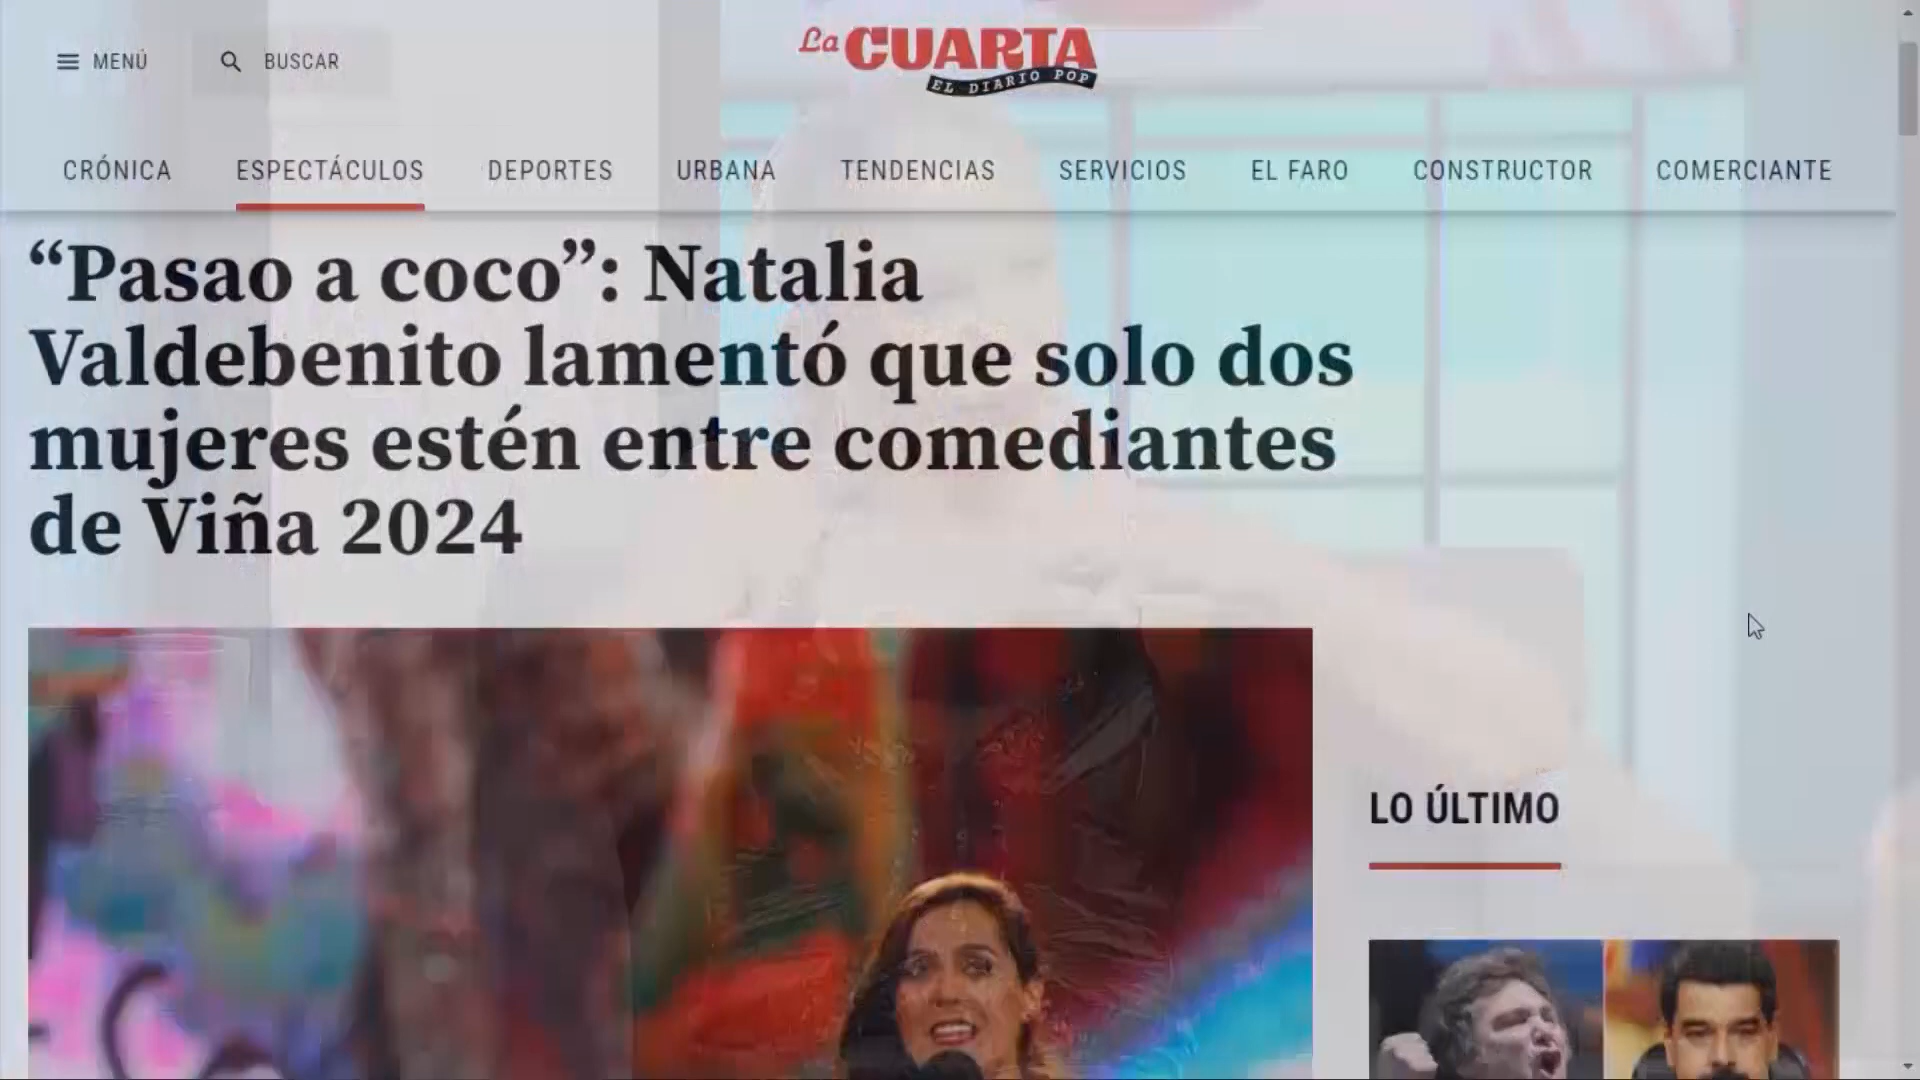 MENÚ
BUSCAR
La CUARTA
EL DIARIO POP
CRÓNICA ESPECTÁCULOS DEPORTES URBANA TENDENCIAS SERVICIOS EL FARO CONSTRUCTOR COMERCIANTE
“Pasao a coco”: Natalia
Valdebenito lamentó que solo dos
mujeres estén entre comediantes
de Viña 2024
LO ÚLTIMO